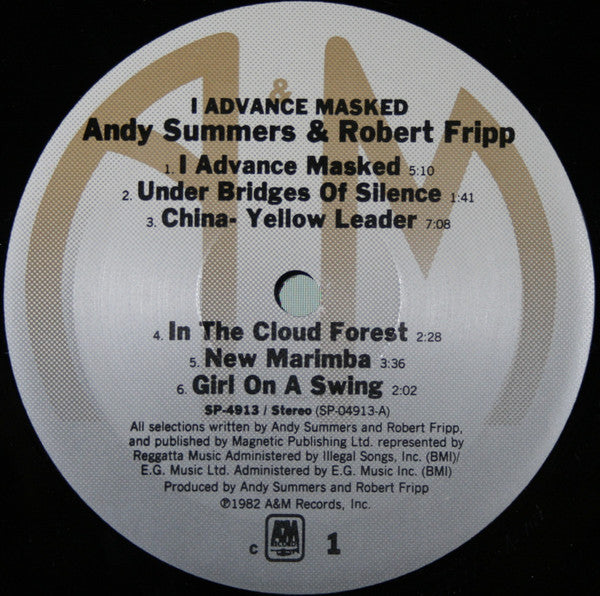 A&M
I ADVANCE MASKED
Andy Summers & Robert Fripp
1. I Advance Masked 5:10
2. Under Bridges Of Silence 1:41
3. China- Yellow Leader 7:08
4. In The Cloud Forest 2:28
5. New Marimba 3:36
6. Girl On A Swing 2:02
SP-4913 / Stereo (SP-04913-A)
All selections written by Andy Summers and Robert Fripp,
and published by Magnetic Publishing Ltd. represented by
Reggatta Music Administered by Illegal Songs, Inc. (BMI)/
E.G. Music Ltd. Administered by E.G. Music Inc. (BMI)
Produced by Andy Summers and Robert Fripp
℗1982 A&M Records, Inc.
C A&M RECORDS 1